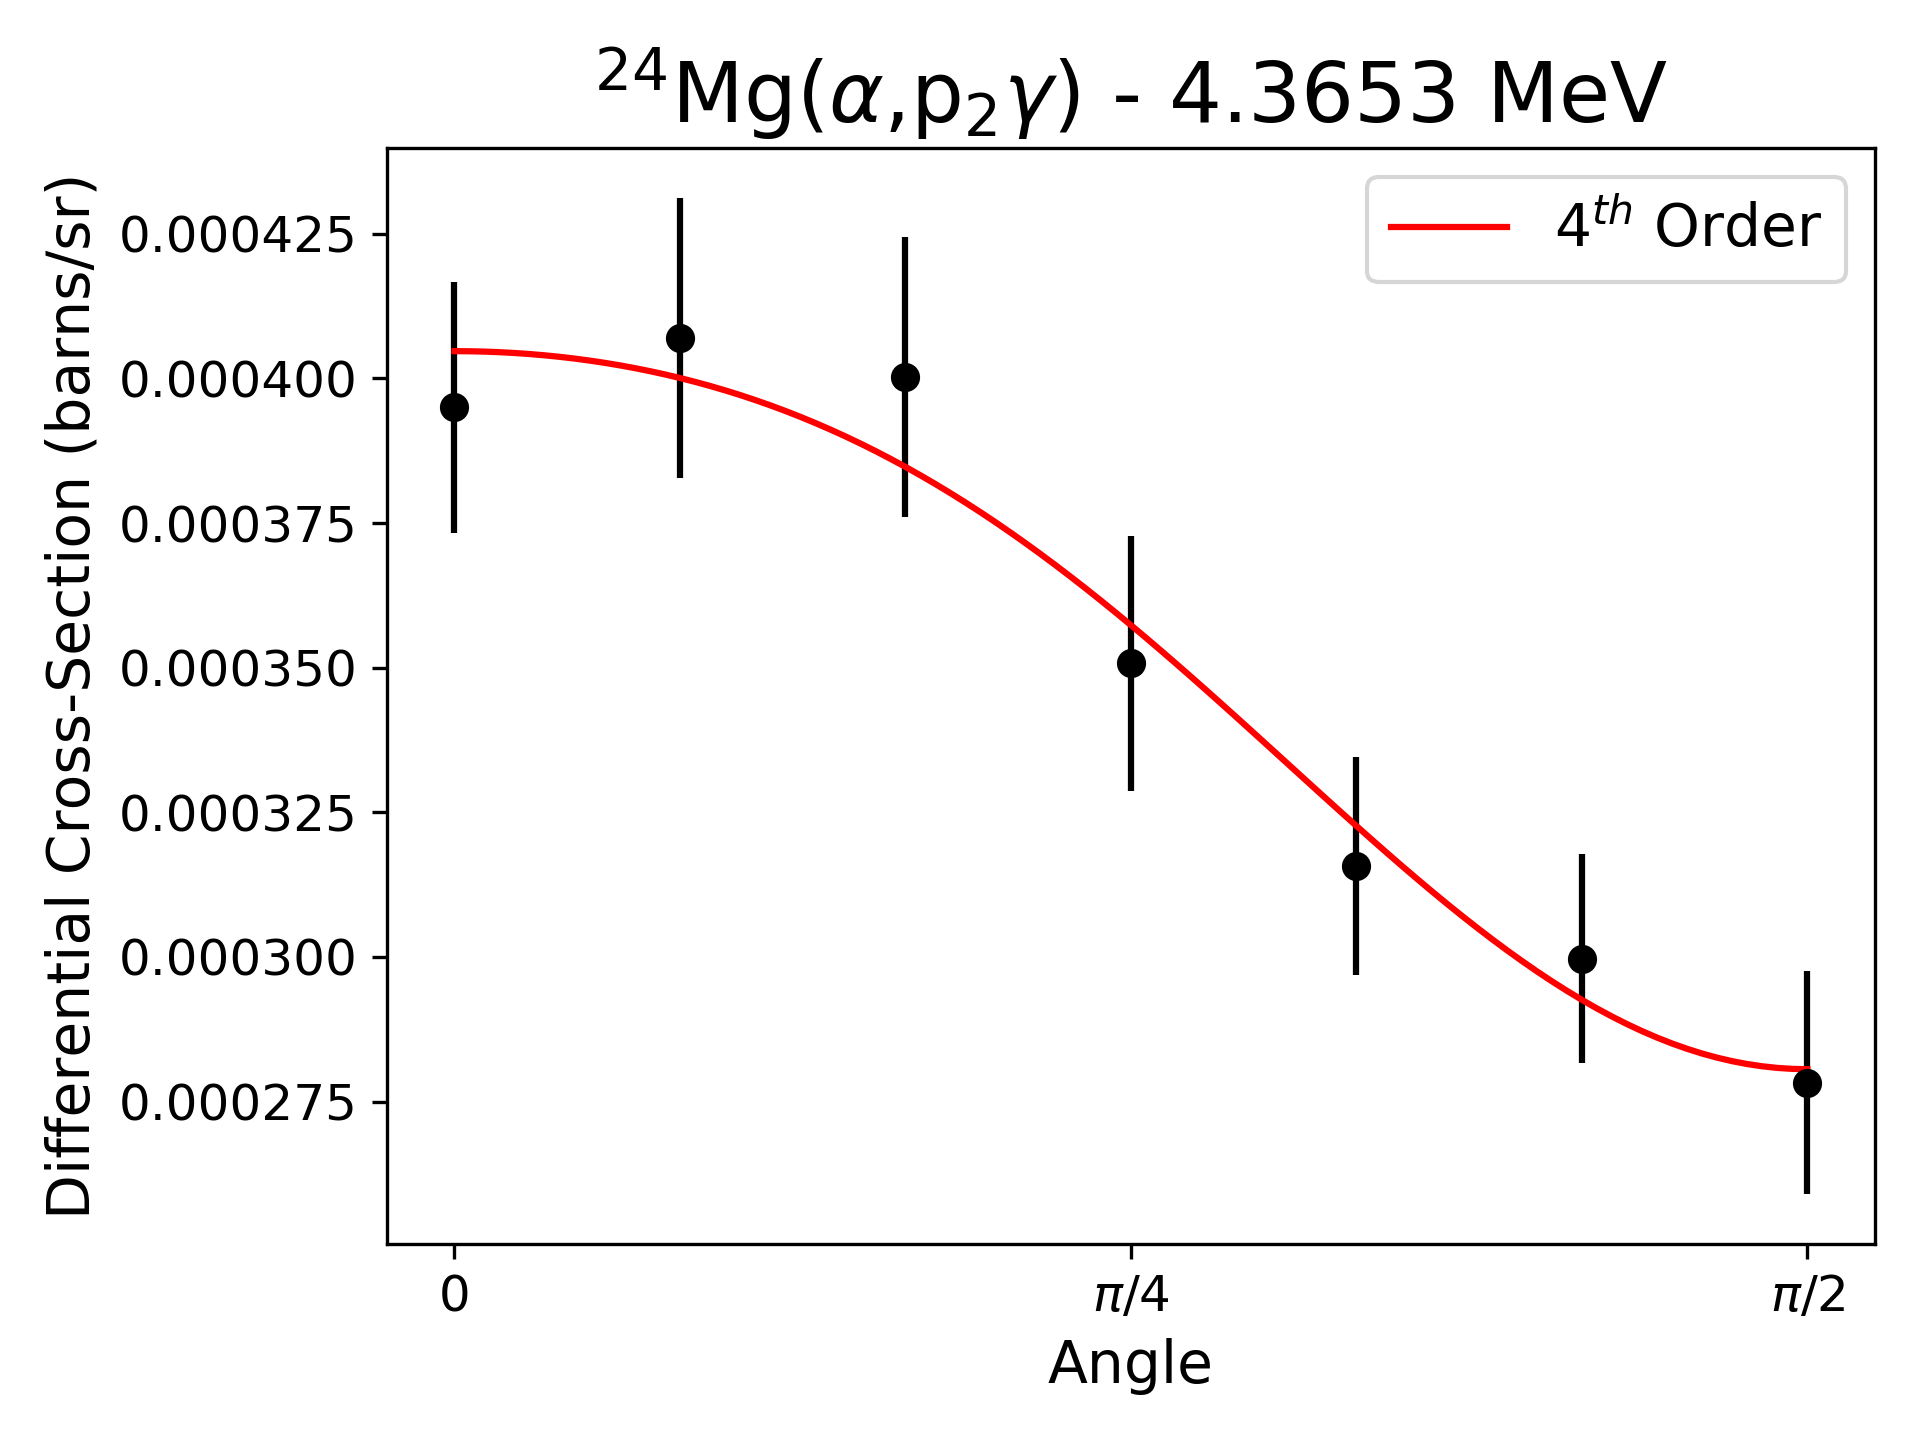 ²⁴Mg(α,p₂γ) - 4.3653 MeV
4ᵗʰ Order
Differential Cross-Section (barns/sr)
0.000425
0.000400
0.000375
0.000350
0.000325
0.000300
0.000275
0 π/4 π/2
Angle